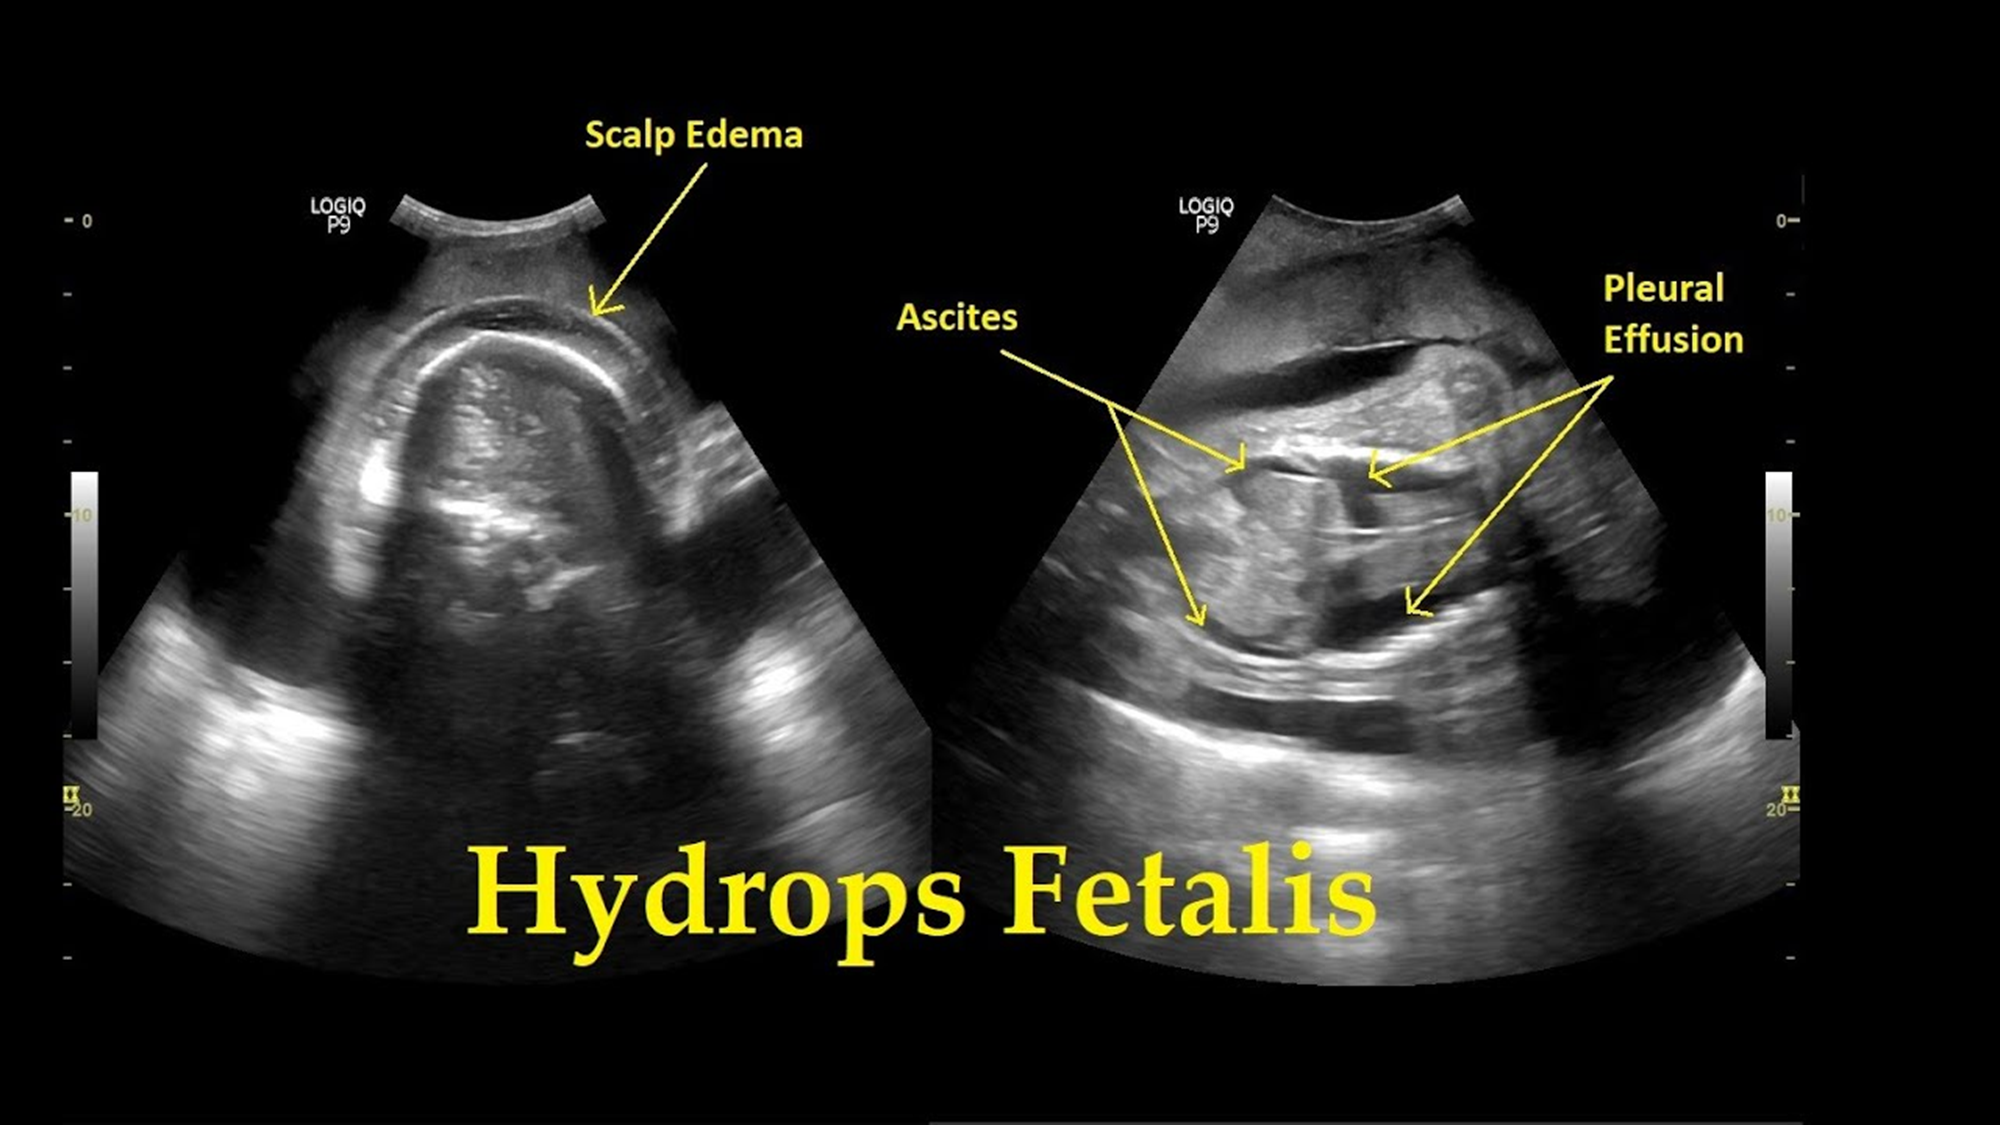 Scalp Edema
LOGIQ
P9
0
10
20
LOGIQ
P9
Ascites
Pleural
Effusion
0
10
20
Hydrops Fetalis